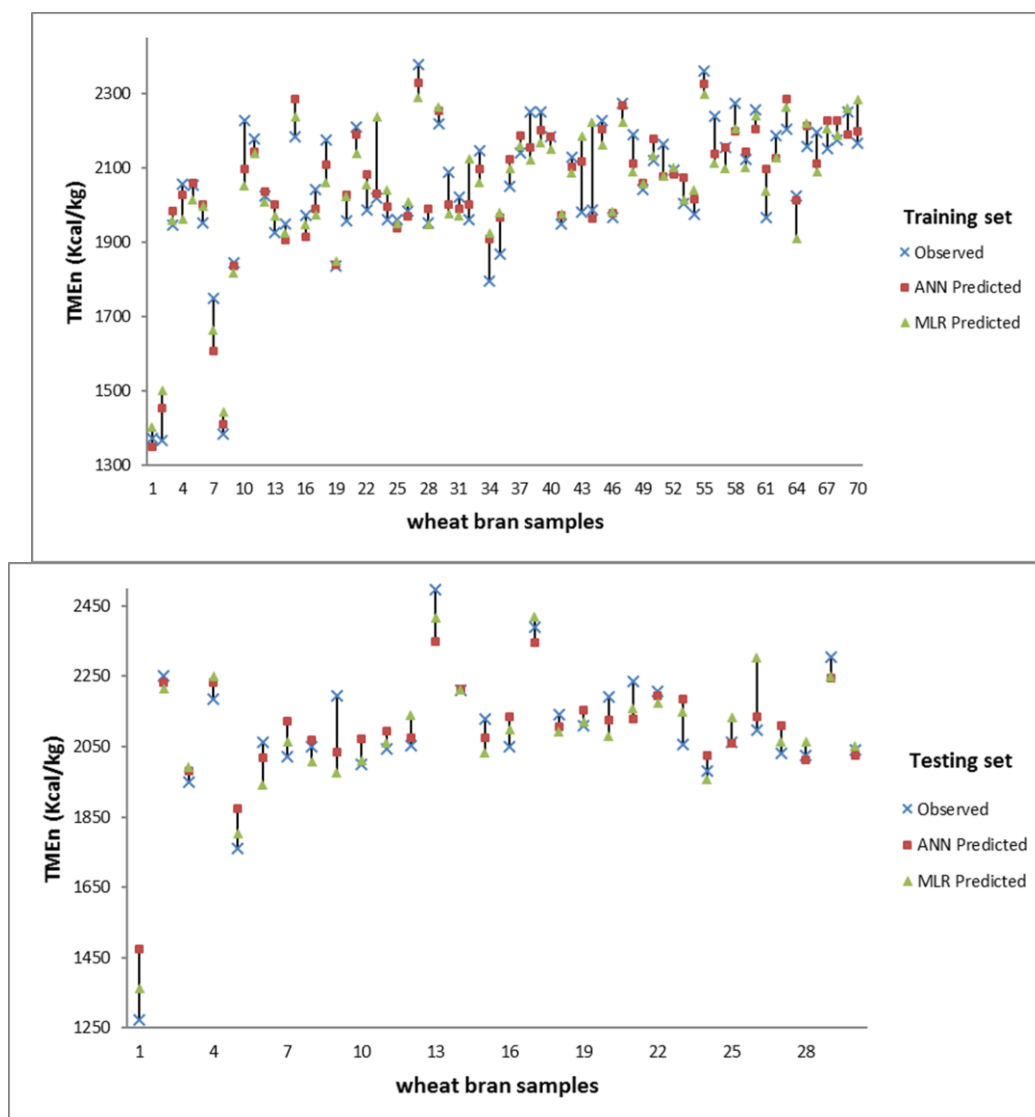 2300
2100
1900
1700
1500
1300
TMEn (Kcal/kg)
1 4 7 10 13 16 19 22 25 28 31 34 37 40 43 46 49 52 55 58 61 64 67 70
wheat bran samples
Training set
Observed
ANN Predicted
MLR Predicted
2450
2250
2050
1850
1650
1450
1250
TMEn (Kcal/kg)
1 4 7 10 13 16 19 22 25 28
wheat bran samples
Testing set
Observed
ANN Predicted
MLR Predicted